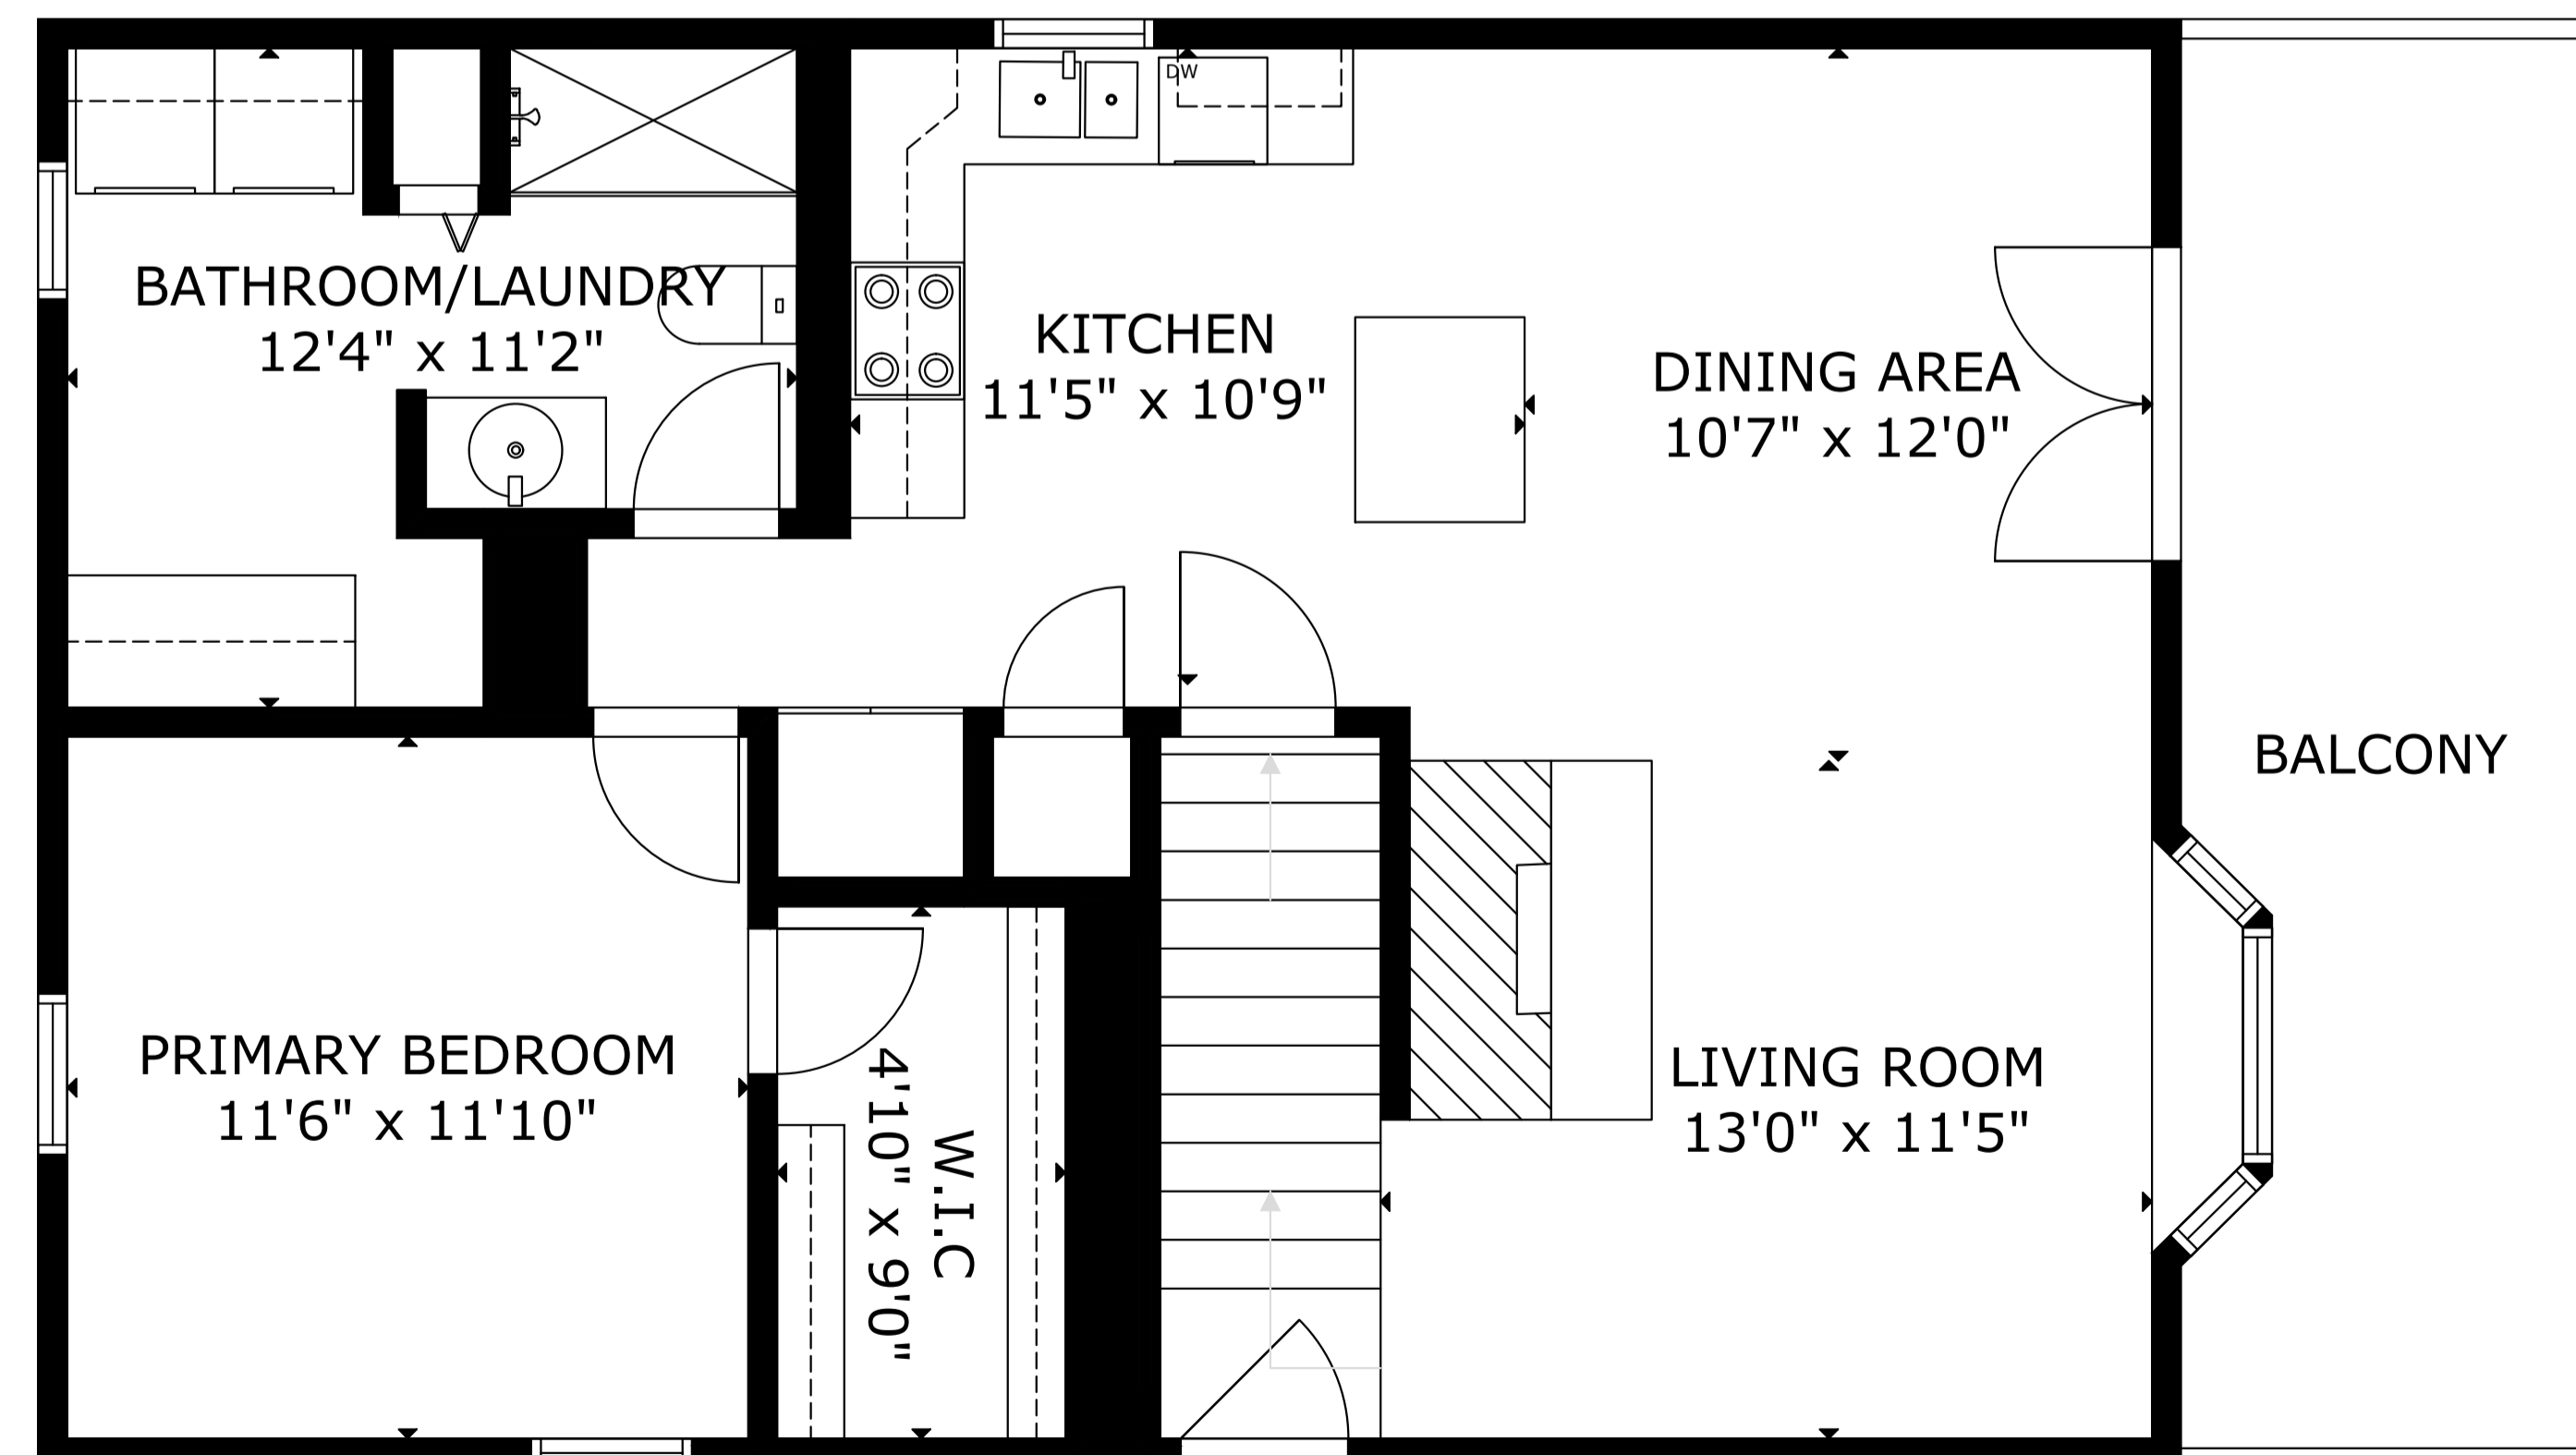 DW
BATHROOM/LAUNDRY
12'4" x 11'2"
KITCHEN
11'5" x 10'9"
DINING AREA
10'7" x 12'0"
BALCONY
PRIMARY BEDROOM
11'6" x 11'10"
W.I.C
4'10" x 9'0"
LIVING ROOM
13'0" x 11'5"